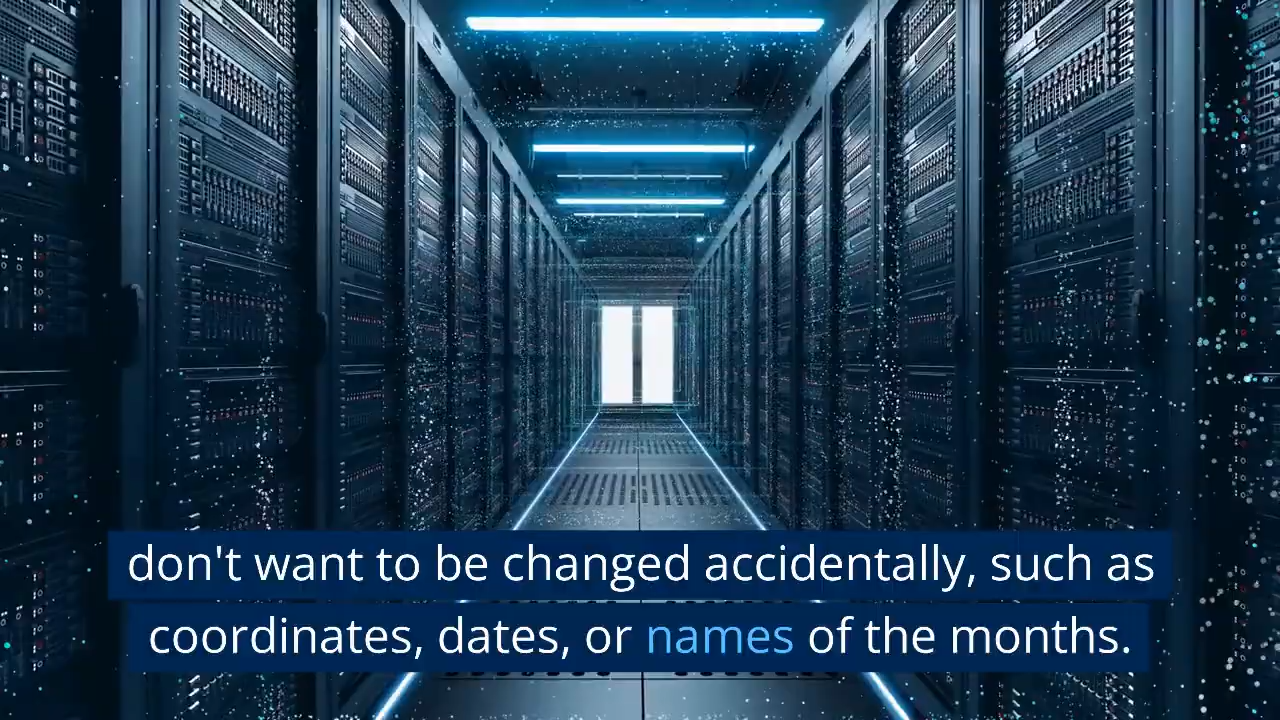 don't want to be changed accidentally, such as
coordinates, dates, or names of the months.